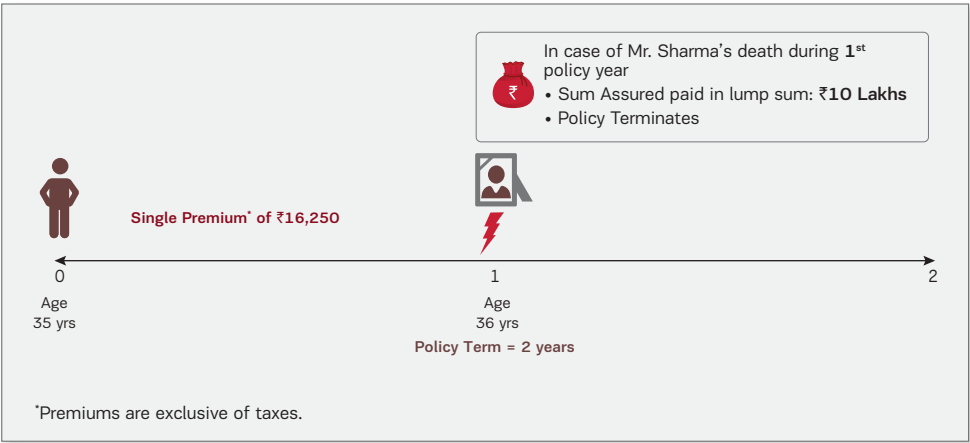 In case of Mr. Sharma's death during 1st
policy year
• Sum Assured paid in lump sum: ₹10 Lakhs
• Policy Terminates
₹
Single Premium* of ₹16,250
0
1
2
Age
35 yrs
Age
36 yrs
Policy Term = 2 years
*Premiums are exclusive of taxes.